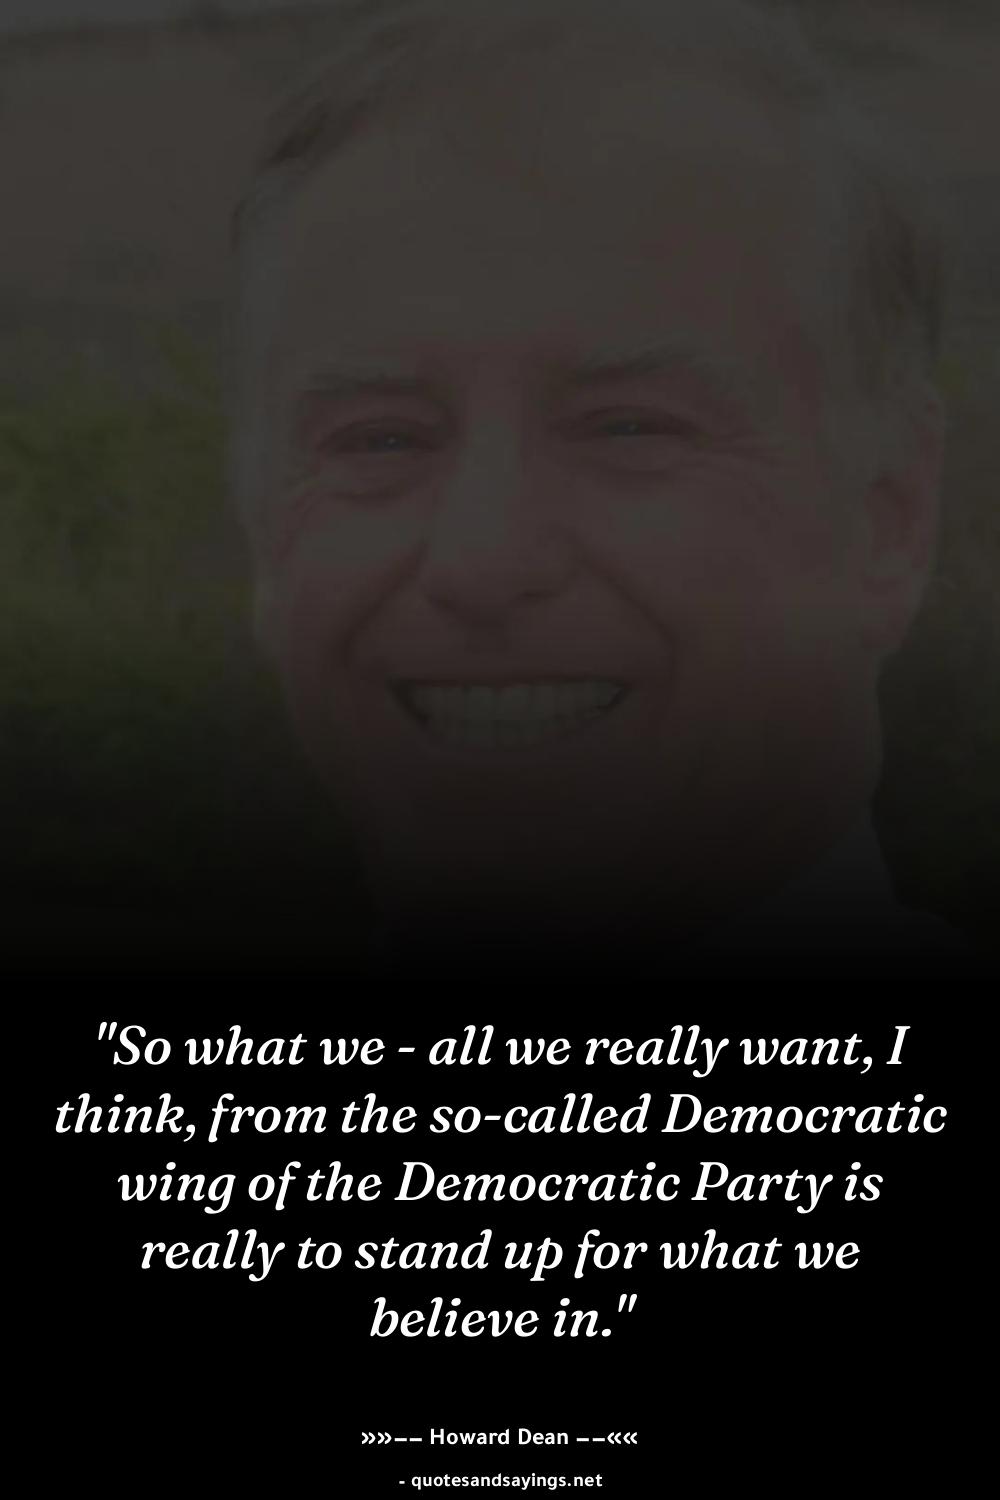 "So what we - all we really want, I
think, from the so-called Democratic
wing of the Democratic Party is
really to stand up for what we
believe in."
»»−− Howard Dean −−««
- quotesandsayings.net